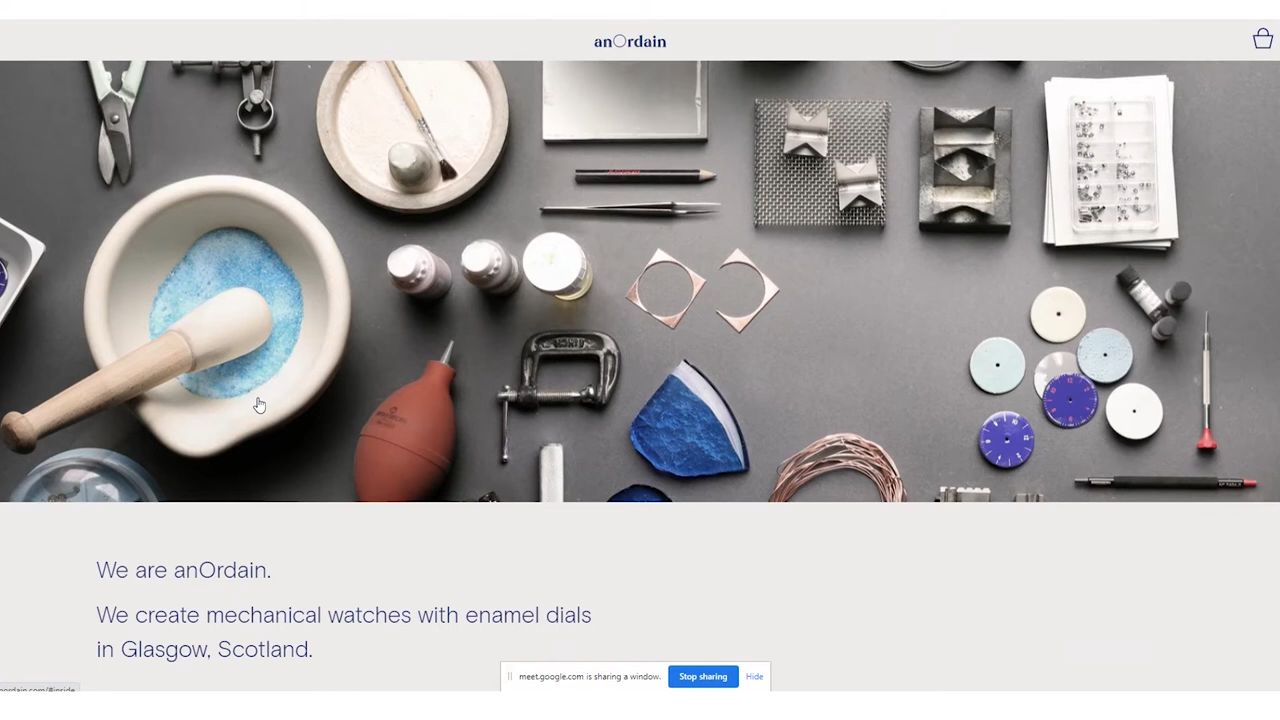 anOrdain
We are anOrdain.
We create mechanical watches with enamel dials
in Glasgow, Scotland.
meet.google.com is sharing a window.
Stop sharing
Hide